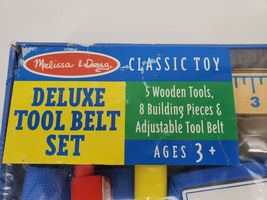 Melissa & Doug
CLASSIC TOY
DELUXE
TOOL BELT
SET
5 Wooden Tools,
8 Building Pieces &
Adjustable Tool Belt
AGES 3+
3